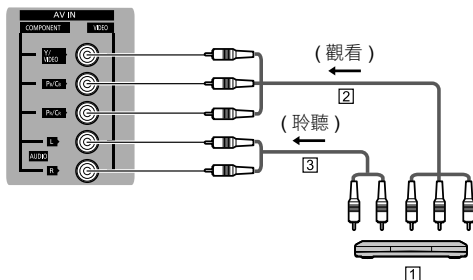 AV IN
COMPONENT VIDEO
Y/
VIDEO
PB/CB
PR/CR
L
AUDIO
R
(觀看)
2
(聆聽)
3
1